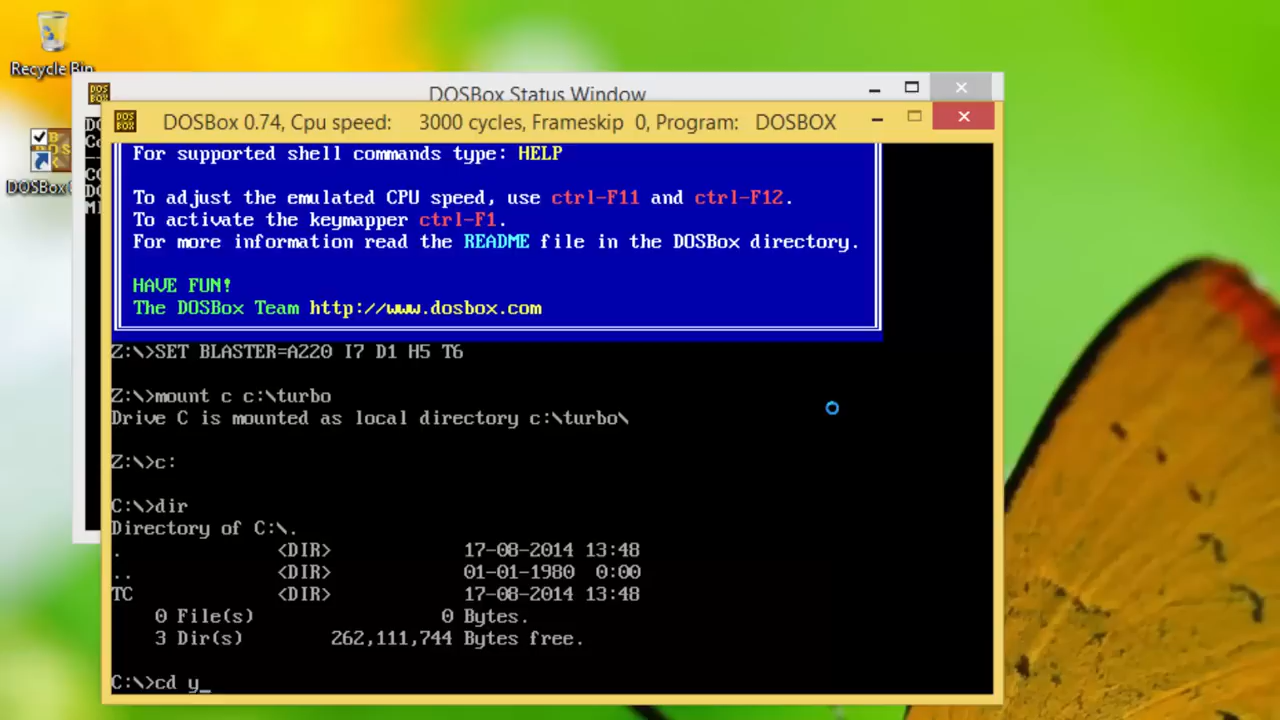 Recycle Bin
DOSBox Status Window
DOSBox 0.74, Cpu speed: 3000 cycles, Frameskip 0, Program: DOSBOX
For supported shell commands type: HELP
To adjust the emulated CPU speed, use ctrl-F11 and ctrl-F12.
To activate the keymapper ctrl-F1.
For more information read the README file in the DOSBox directory.
HAVE FUN!
The DOSBox Team http://www.dosbox.com
Z:\>SET BLASTER=A220 I7 D1 H5 T6
Z:\>mount c c:\turbo
Drive C is mounted as local directory c:\turbo\
Z:\>c:
C:\>dir
Directory of C:\.
. <DIR> 17-08-2014 13:48
.. <DIR> 01-01-1980 0:00
TC <DIR> 17-08-2014 13:48
0 File(s) 0 Bytes.
3 Dir(s) 262,111,744 Bytes free.
C:\>cd y_